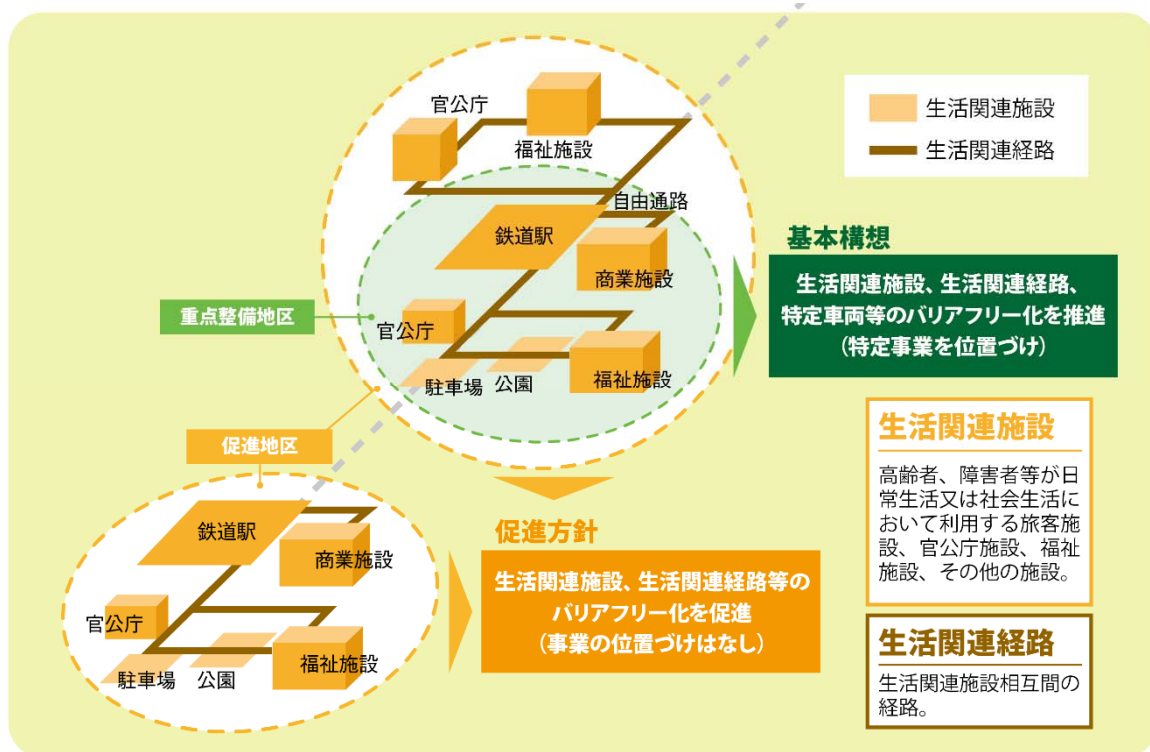 官公庁
福祉施設
自由通路
鉄道駅
商業施設
官公庁
駐車場
公園
福祉施設
重点整備地区
促進地区
鉄道駅
商業施設
官公庁
駐車場
公園
福祉施設
生活関連施設
生活関連経路
基本構想
生活関連施設、生活関連経路、
特定車両等のバリアフリー化を推進
（特定事業を位置づけ）
促進方針
生活関連施設、生活関連経路等の
バリアフリー化を促進
（事業の位置づけはなし）
生活関連施設
高齢者、障害者等が日
常生活又は社会生活に
おいて利用する旅客施
設、官公庁施設、福祉
施設、その他の施設。
生活関連経路
生活関連施設相互間の
経路。